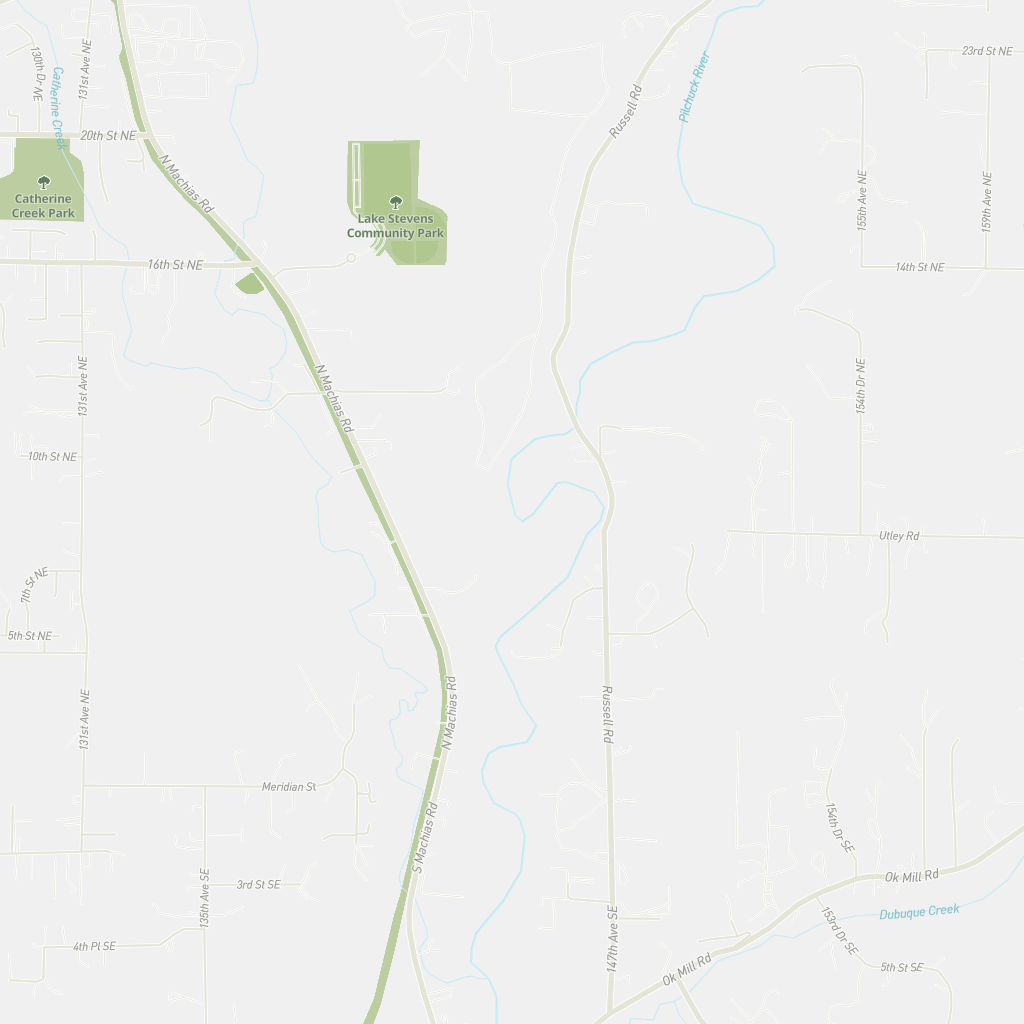 130th Dr NE
131st Ave NE
Catherine Creek
20th St NE
N Machias Rd
Catherine
Creek Park
Lake Stevens
Community Park
16th St NE
Russell Rd
Pilchuck River
23rd St NE
155th Ave NE
159th Ave NE
14th St NE
131st Ave NE
N Machias Rd
154th Dr NE
10th St NE
Utley Rd
7th St NE
5th St NE
131st Ave NE
N Machias Rd
Russell Rd
Meridian St
S Machias Rd
154th Dr SE
135th Ave SE
3rd St SE
Ok Mill Rd
147th Ave SE
153rd Dr SE
Dubuque Creek
4th Pl SE
Ok Mill Rd
5th St SE